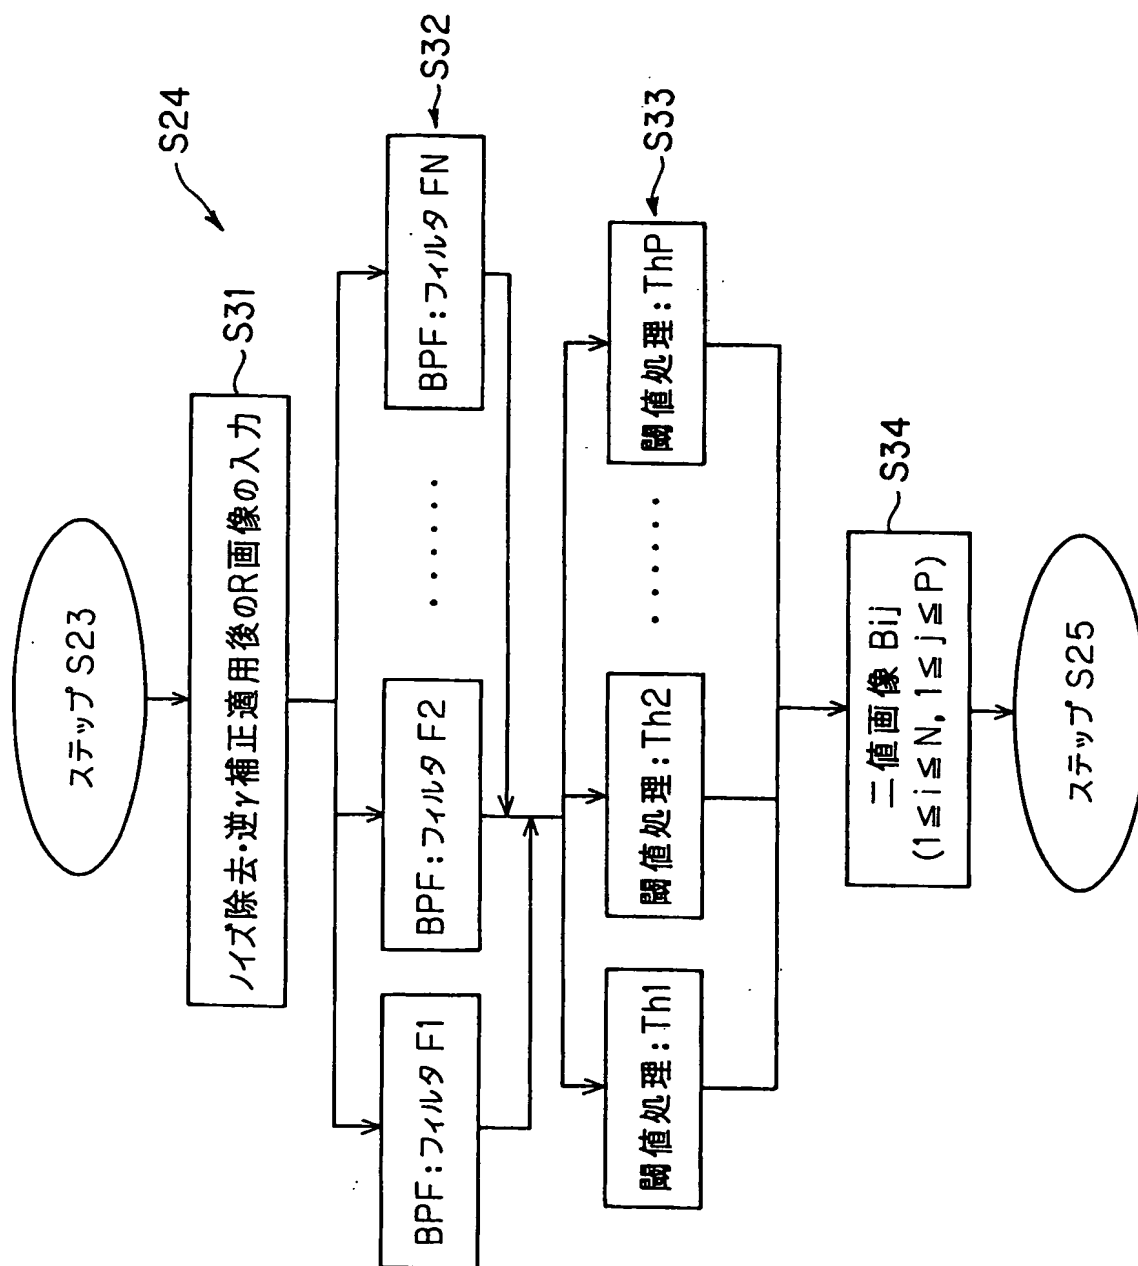 S24
ステップ S23
ノイズ除去・逆γ補正適用後のR画像の入力
S31
BPF:フィルタ F1
BPF:フィルタ F2
・・・・・・
BPF:フィルタ FN
S32
閾値処理:Th1
閾値処理:Th2
・・・・・・
閾値処理:ThP
S33
二値画像 Bij
(1≦i≦N, 1≦j≦P)
S34
ステップ S25